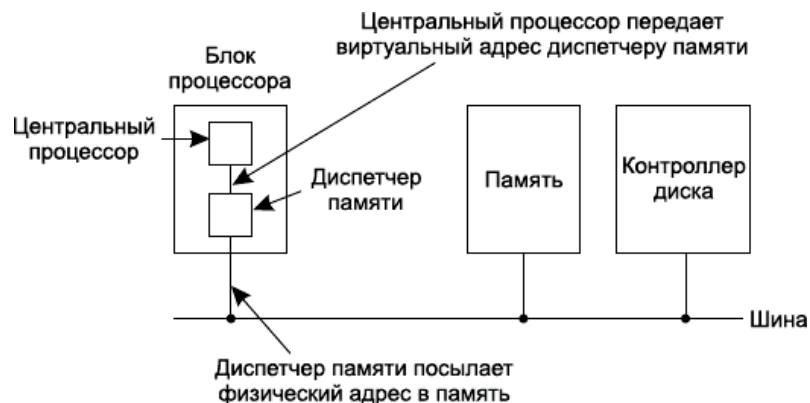 Центральный процессор передает
виртуальный адрес диспетчеру памяти
Блок
процессора
Центральный
процессор
Диспетчер
памяти
Память
Контроллер
диска
Шина
Диспетчер памяти посылает
физический адрес в память